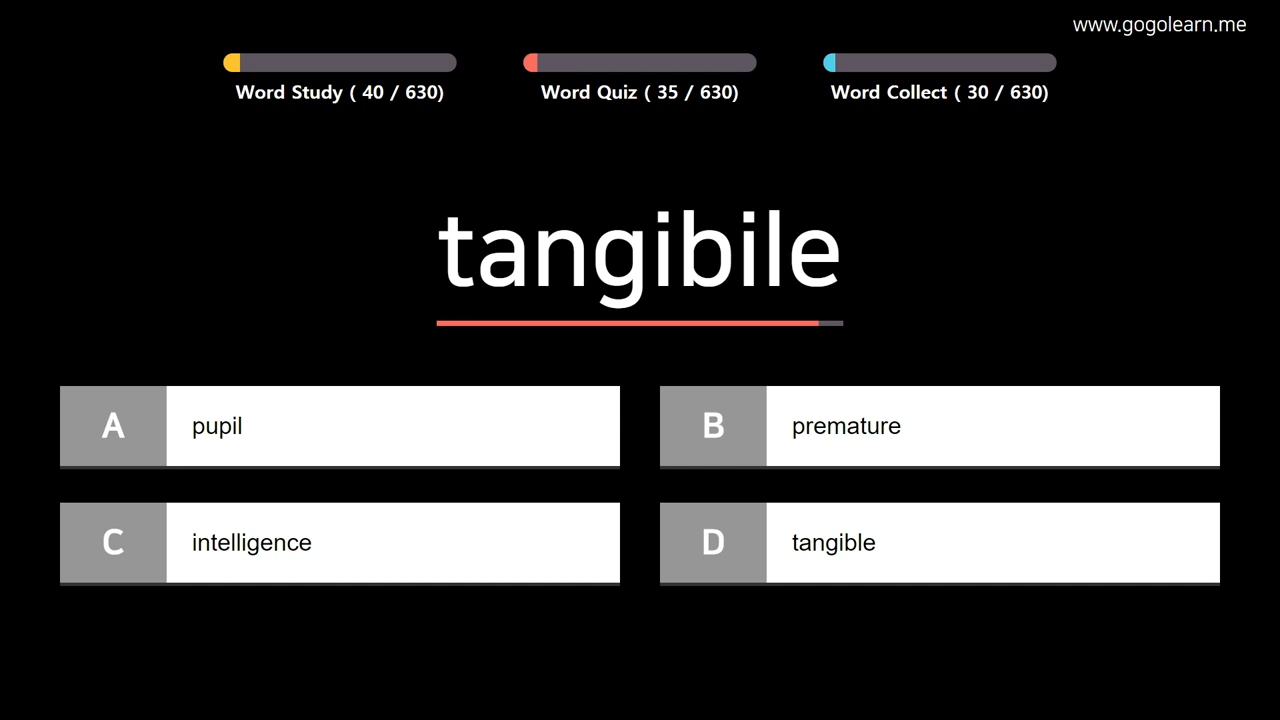 www.gogolearn.me
Word Study ( 40 / 630)
Word Quiz ( 35 / 630)
Word Collect ( 30 / 630)
tangibile
A
pupil
B
premature
C
intelligence
D
tangible